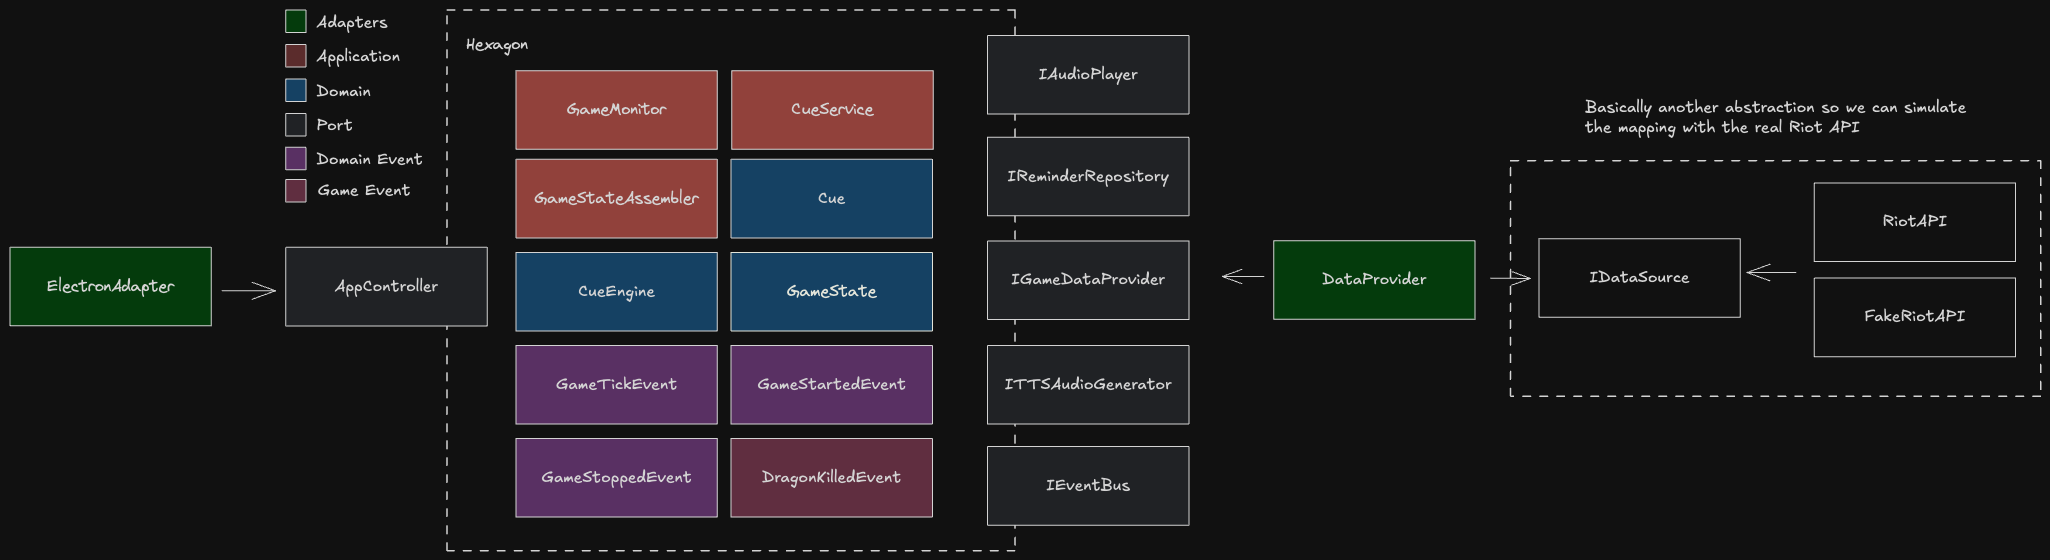 Adapters
Application
Domain
Port
Domain Event
Game Event
Hexagon
GameMonitor
CueService
GameStateAssembler
Cue
CueEngine
GameState
GameTickEvent
GameStartedEvent
GameStoppedEvent
DragonKilledEvent
ElectronAdapter
AppController
IAudioPlayer
IReminderRepository
IGameDataProvider
ITTSAudioGenerator
IEventBus
DataProvider
Basically another abstraction so we can simulate
the mapping with the real Riot API
IDataSource
RiotAPI
FakeRiotAPI